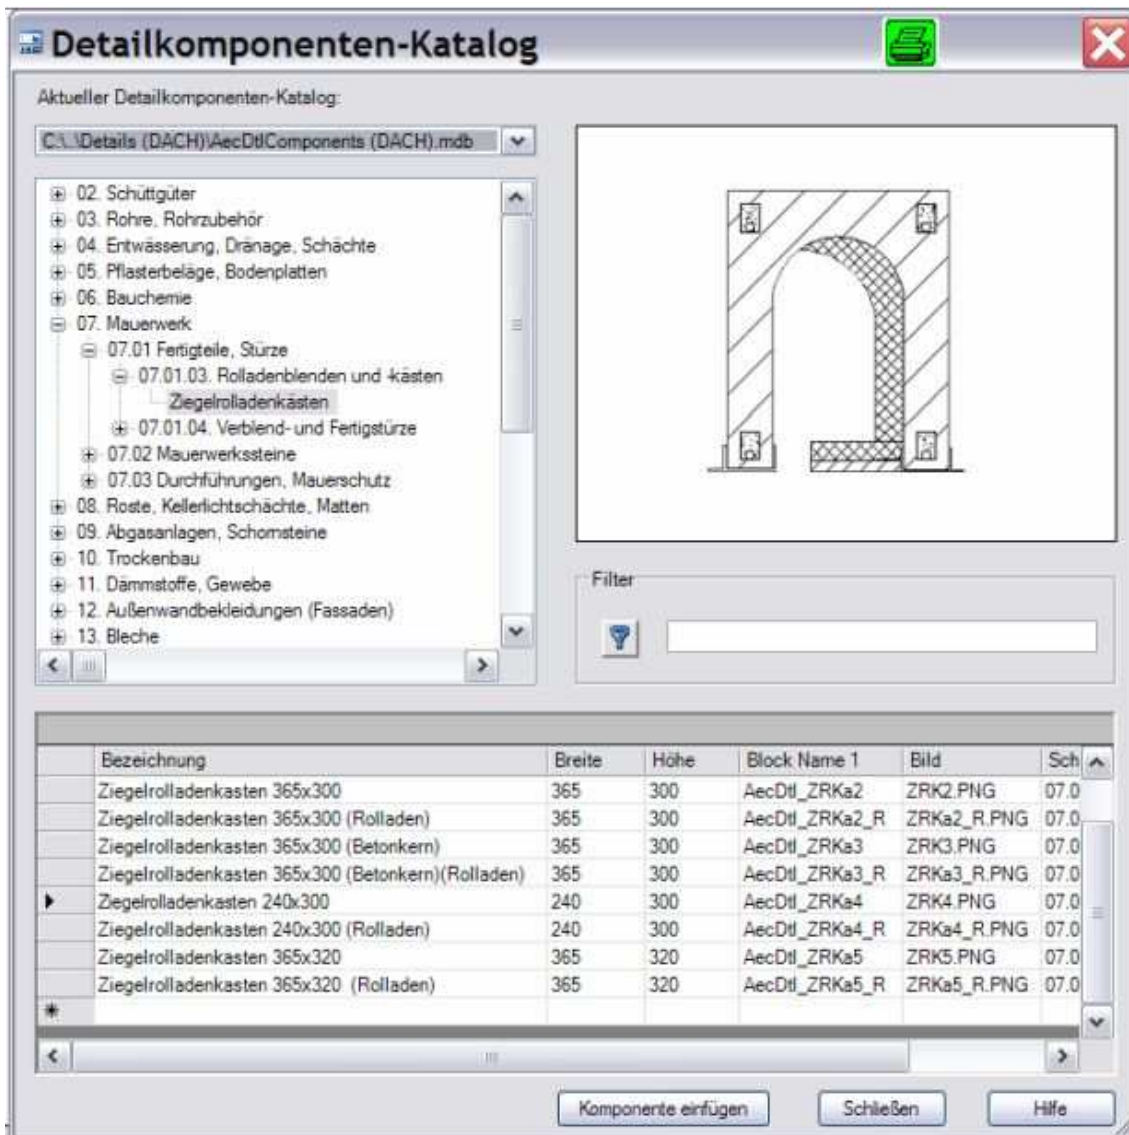 Detailkomponenten-Katalog
Aktueller Detailkomponenten-Katalog:
C:\..\Details (DACH)\AecDtlComponents (DACH).mdb
02. Schüttgüter
03. Rohre, Rohrzubehör
04. Entwässerung, Dränage, Schächte
05. Pflasterbeläge, Bodenplatten
06. Bauchemie
07. Mauerwerk
07.01 Fertigteile, Stürze
07.01.03. Rolladenblenden und -kästen
Ziegelrolladenkästen
07.01.04. Verblend- und Fertigstürze
07.02 Mauerwerkssteine
07.03 Durchführungen, Mauerschutz
08. Roste, Kellerlichtschächte, Matten
09. Abgasanlagen, Schornsteine
10. Trockenbau
11. Dämmstoffe, Gewebe
12. Außenwandbekleidungen (Fassaden)
13. Bleche
Filter
Bezeichnung Breite Höhe Block Name 1 Bild Sch
Ziegelrolladenkasten 365x300 365 300 AecDtl_ZRKa2 ZRK2.PNG 07.0
Ziegelrolladenkasten 365x300 (Rolladen) 365 300 AecDtl_ZRKa2_R ZRKa2_R.PNG 07.0
Ziegelrolladenkasten 365x300 (Betonkern) 365 300 AecDtl_ZRKa3 ZRK3.PNG 07.0
Ziegelrolladenkasten 365x300 (Betonkern)(Rolladen) 365 300 AecDtl_ZRKa3_R ZRKa3_R.PNG 07.0
Ziegelrolladenkasten 240x300 240 300 AecDtl_ZRKa4 ZRK4.PNG 07.0
Ziegelrolladenkasten 240x300 (Rolladen) 240 300 AecDtl_ZRKa4_R ZRKa4_R.PNG 07.0
Ziegelrolladenkasten 365x320 365 320 AecDtl_ZRKa5 ZRK5.PNG 07.0
Ziegelrolladenkasten 365x320 (Rolladen) 365 320 AecDtl_ZRKa5_R ZRKa5_R.PNG 07.0
Komponente einfügen Schließen Hilfe